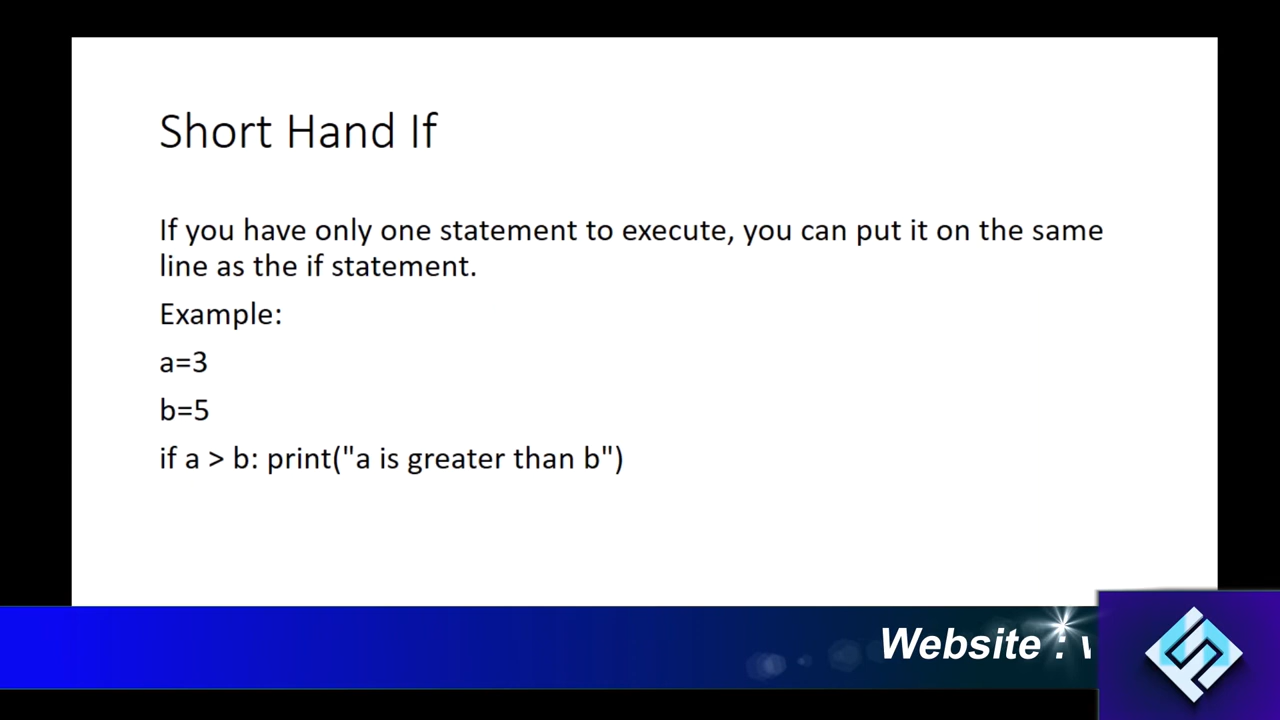 Short Hand If
If you have only one statement to execute, you can put it on the same
line as the if statement.
Example:
a=3
b=5
if a > b: print("a is greater than b")
Website :